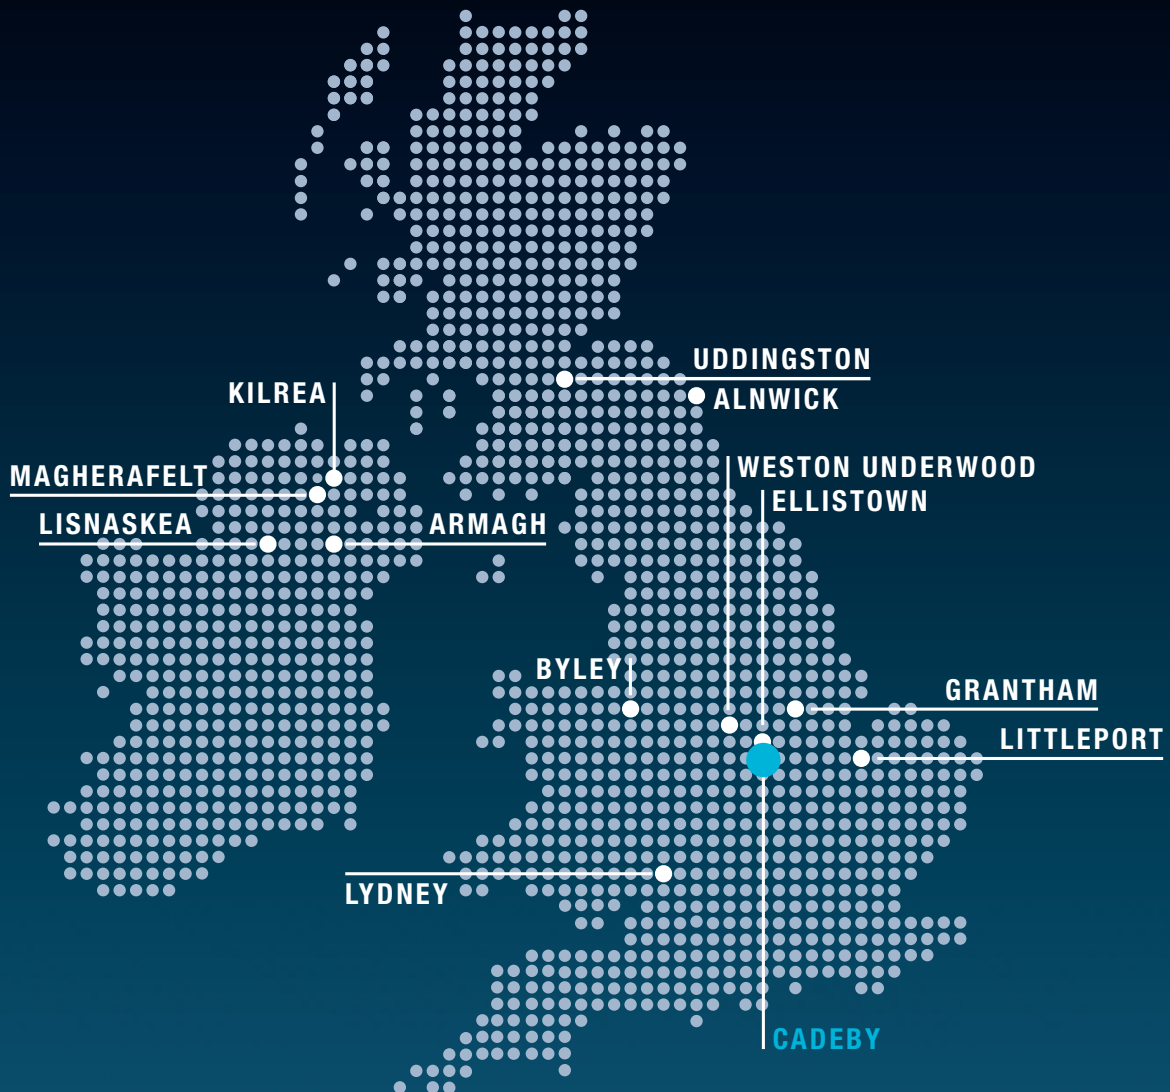 UDDINGSTON
KILREA
ALNWICK
MAGHERAFELT
WESTON UNDERWOOD
ELLISTOWN
LISNASKEA
ARMAGH
BYLEY
GRANTHAM
LITTLEPORT
LYDNEY
CADEBY